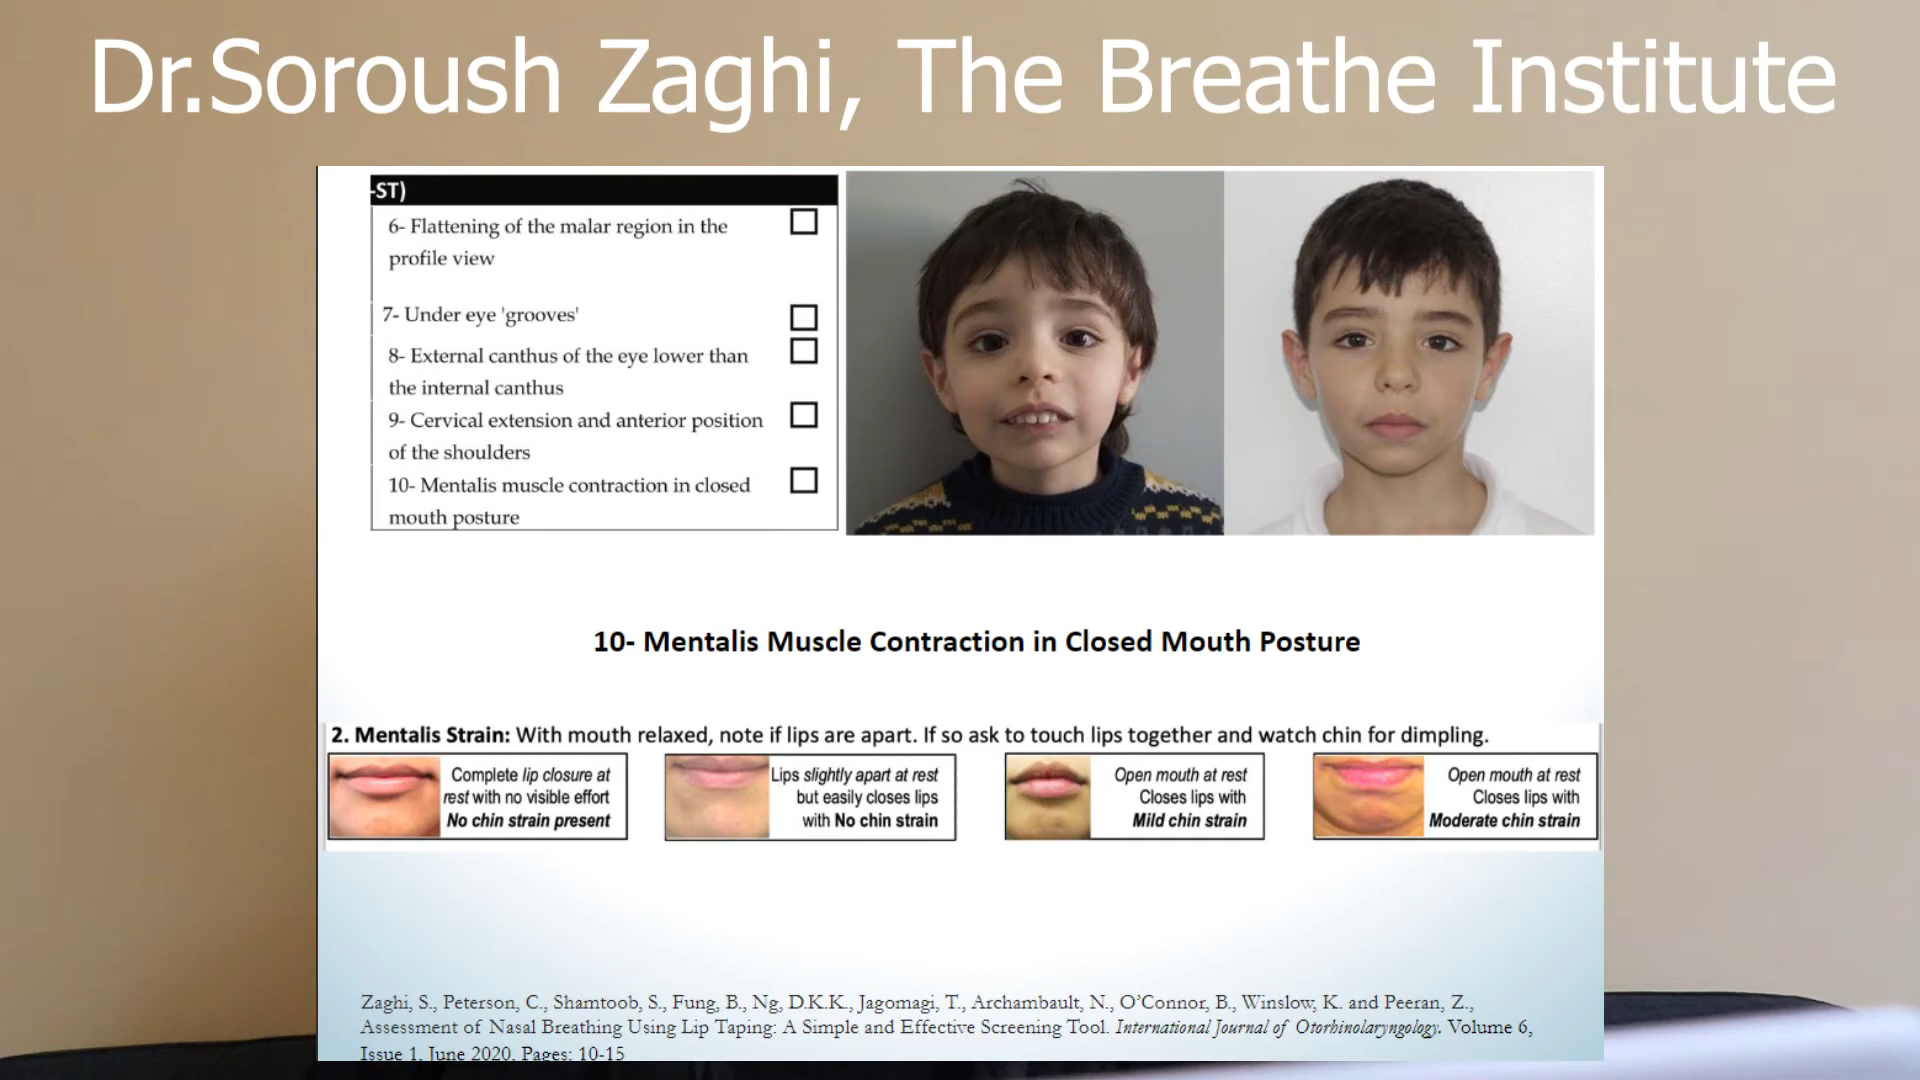 Dr.Soroush Zaghi, The Breathe Institute
-ST)
6- Flattening of the malar region in the
profile view
7- Under eye 'grooves'
8- External canthus of the eye lower than
the internal canthus
9- Cervical extension and anterior position
of the shoulders
10- Mentalis muscle contraction in closed
mouth posture
10- Mentalis Muscle Contraction in Closed Mouth Posture
2. Mentalis Strain: With mouth relaxed, note if lips are apart. If so ask to touch lips together and watch chin for dimpling.
Complete lip closure at
rest with no visible effort
No chin strain present
Lips slightly apart at rest
but easily closes lips
with No chin strain
Open mouth at rest
Closes lips with
Mild chin strain
Open mouth at rest
Closes lips with
Moderate chin strain
Zaghi, S., Peterson, C., Shamtoob, S., Fung, B., Ng, D.K.K., Jagomagi, T., Archambault, N., O'Connor, B., Winslow, K. and Peeran, Z.,
Assessment of Nasal Breathing Using Lip Taping: A Simple and Effective Screening Tool. International Journal of Otorhinolaryngology. Volume 6,
Issue 1, June 2020, Pages: 10-15